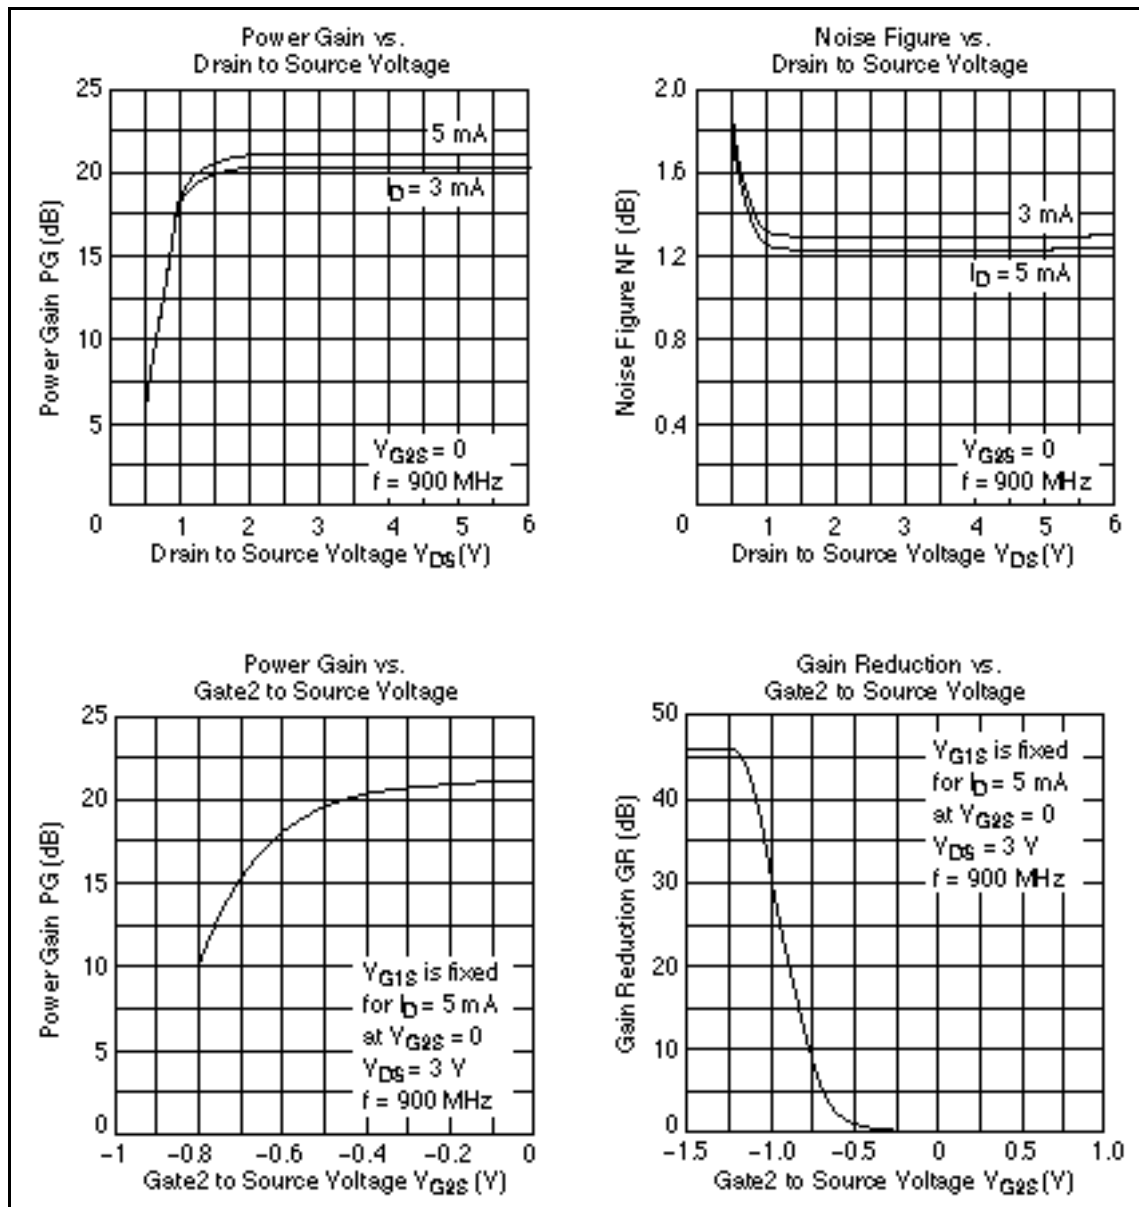 Power Gain vs.
Drain to Source Voltage
25
20
15
10
5
0
5 mA
ID = 3 mA
VG2S = 0
f = 900 MHz
Power Gain PG (dB)
1 2 3 4 5 6
Drain to Source Voltage VDS (V)
Noise Figure vs.
Drain to Source Voltage
2.0
1.6
1.2
0.8
0.4
0
3 mA
ID = 5 mA
VG2S = 0
f = 900 MHz
Noise Figure NF (dB)
1 2 3 4 5 6
Drain to Source Voltage VDS (V)
Power Gain vs.
Gate2 to Source Voltage
25
20
15
10
5
0
VG1S is fixed
for ID = 5 mA
at VG2S = 0
VDS = 3 V
f = 900 MHz
Power Gain PG (dB)
−1 −0.8 −0.6 −0.4 −0.2 0
Gate2 to Source Voltage VG2S (V)
Gain Reduction vs.
Gate2 to Source Voltage
50
40
30
20
10
0
VG1S is fixed
for ID = 5 mA
at VG2S = 0
VDS = 3 V
f = 900 MHz
Gain Reduction GR (dB)
−1.5 −1.0 −0.5 0 0.5 1.0
Gate2 to Source Voltage VG2S (V)